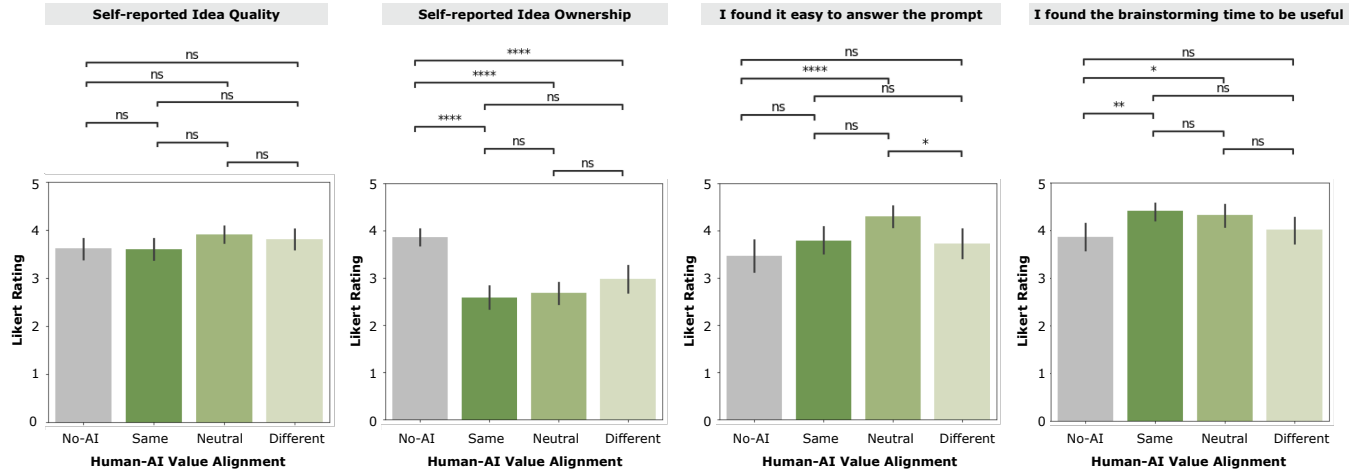 Self-reported Idea Quality
ns
ns
ns
ns
ns
ns
5
4
3
2
1
0
Likert Rating
No-AI Same Neutral Different
Human-AI Value Alignment
Self-reported Idea Ownership
****
****
ns
****
ns
ns
5
4
3
2
1
0
Likert Rating
No-AI Same Neutral Different
Human-AI Value Alignment
I found it easy to answer the prompt
ns
****
ns
ns
ns
*
5
4
3
2
1
0
Likert Rating
No-AI Same Neutral Different
Human-AI Value Alignment
I found the brainstorming time to be useful
ns
*
ns
**
ns
ns
5
4
3
2
1
0
Likert Rating
No-AI Same Neutral Different
Human-AI Value Alignment